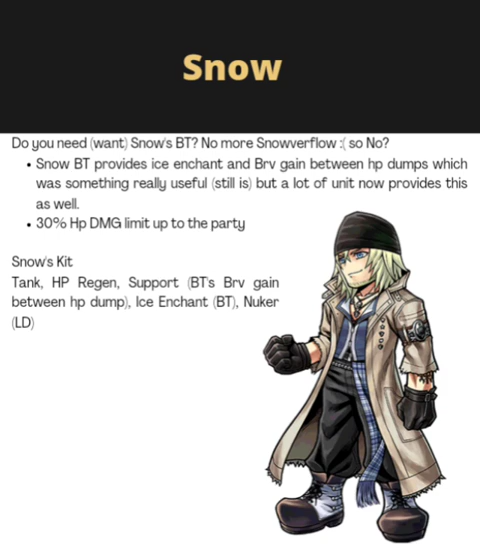 Snow
Do you need (want) Snow's BT? No more Snowverflow :( so No?
• Snow BT provides ice enchant and Brv gain between hp dumps which
was something really useful (still is) but a lot of unit now provides this
as well.
• 30% Hp DMG limit up to the party
Snow's Kit
Tank, HP Regen, Support (BT's Brv gain
between hp dump), Ice Enchant (BT), Nuker
(LD)